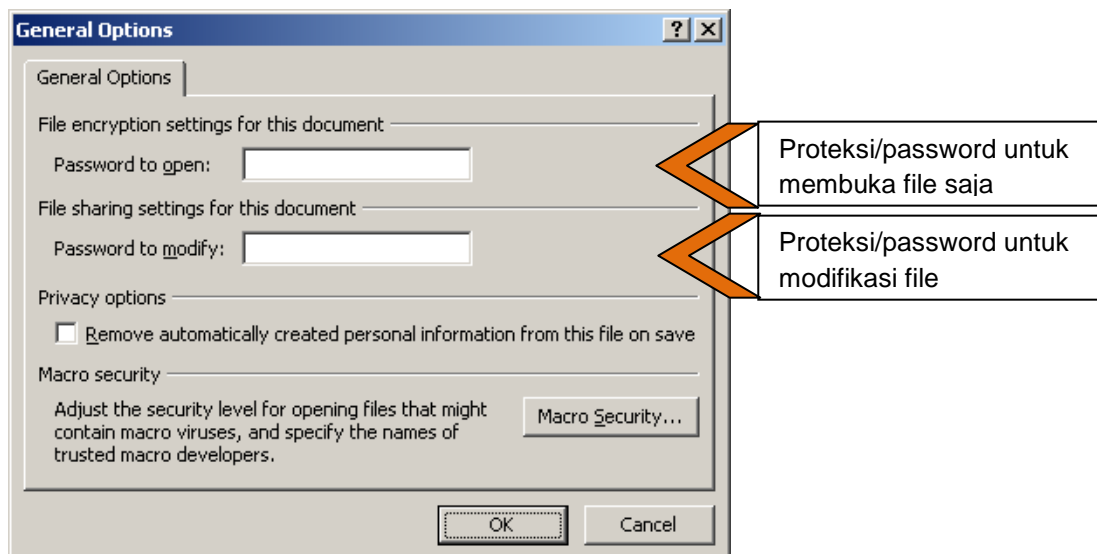 General Options
General Options
File encryption settings for this document
Password to open:
Proteksi/password untuk
membuka file saja
File sharing settings for this document
Password to modify:
Proteksi/password untuk
modifikasi file
Privacy options
Remove automatically created personal information from this file on save
Macro security
Adjust the security level for opening files that might
contain macro viruses, and specify the names of
trusted macro developers.
Macro Security...
OK
Cancel